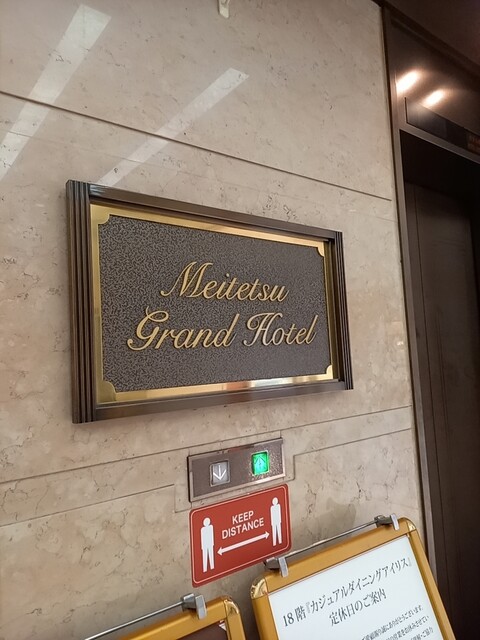 Meitetsu
Grand Hotel
KEEP
DISTANCE
18階「カジュアルダイニングアイリス」
定休日のご案内